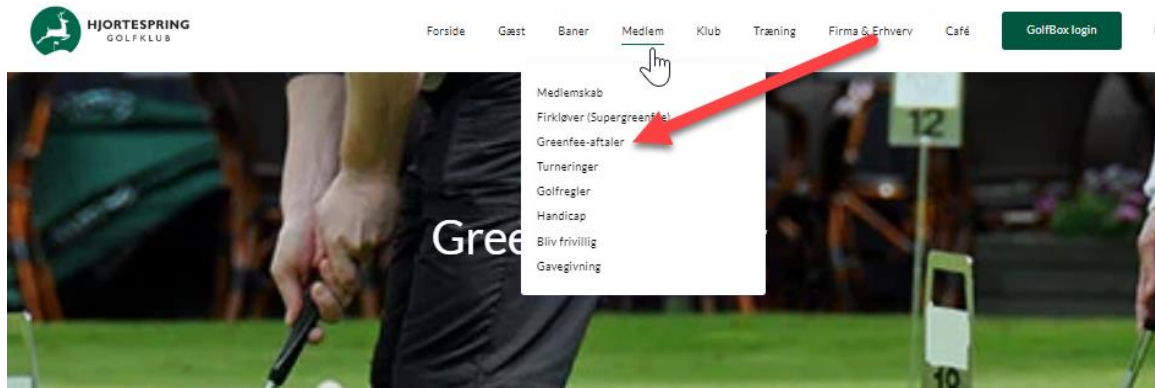 HJORTESPRING
GOLFKLUB
Forside Gæst Baner Medlem Klub Træning Firma & Erhverv Café GolfBox login
Medlemskab
Firkløver (Supergreenfee)
Greenfee-aftaler
Turneringer
Golfregler
Handicap
Bliv frivillig
Gavegivning
12
10